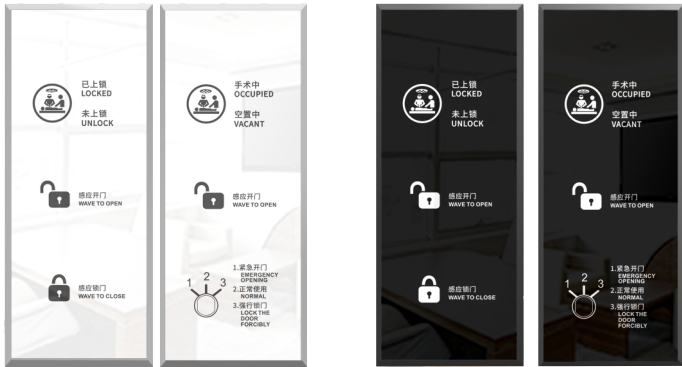 已上锁
LOCKED
未上锁
UNLOCK
感应开门
WAVE TO OPEN
感应锁门
WAVE TO CLOSE
手术中
OCCUPIED
空置中
VACANT
感应开门
WAVE TO OPEN
1 2 3
1.紧急开门
EMERGENCY
OPENING
2.正常使用
NORMAL
3.强行锁门
LOCK THE
DOOR
FORCIBLY
已上锁
LOCKED
未上锁
UNLOCK
感应开门
WAVE TO OPEN
感应锁门
WAVE TO CLOSE
手术中
OCCUPIED
空置中
VACANT
感应开门
WAVE TO OPEN
1 2 3
1.紧急开门
EMERGENCY
OPENING
2.正常使用
NORMAL
3.强行锁门
LOCK THE
DOOR
FORCIBLY